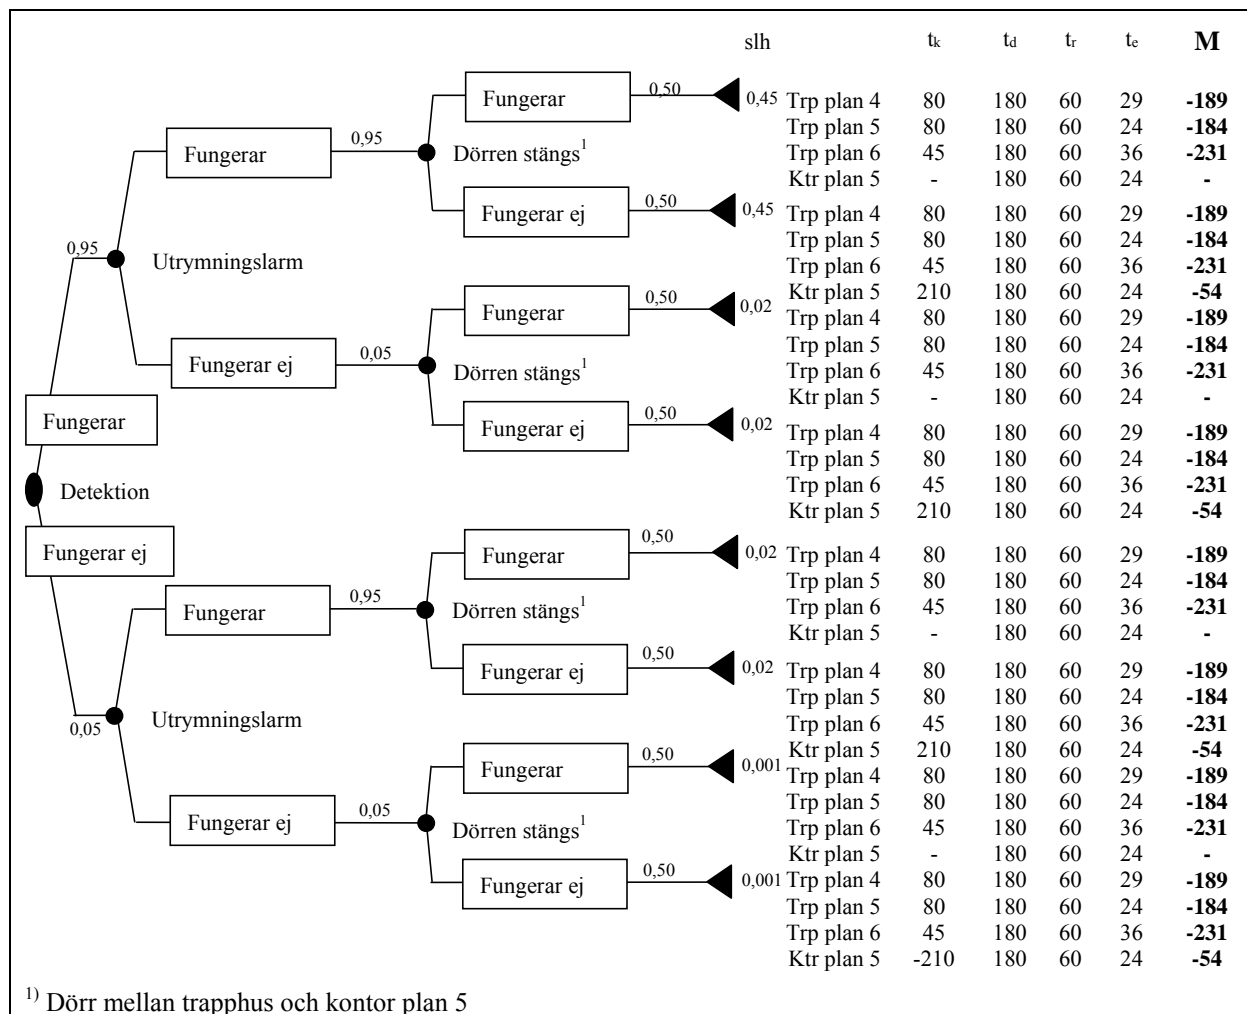 slh tk td tr te M
Fungerar 0,50 0,45 Trp plan 4 80 180 60 29 -189
Trp plan 5 80 180 60 24 -184
Fungerar 0,95 Dörren stängs1 Trp plan 6 45 180 60 36 -231
Ktr plan 5 - 180 60 24 -
Fungerar ej 0,50 0,45 Trp plan 4 80 180 60 29 -189
Trp plan 5 80 180 60 24 -184
0,95 Utrymningslarm Trp plan 6 45 180 60 36 -231
Ktr plan 5 210 180 60 24 -54
Fungerar 0,50 0,02 Trp plan 4 80 180 60 29 -189
Trp plan 5 80 180 60 24 -184
Fungerar ej 0,05 Dörren stängs1 Trp plan 6 45 180 60 36 -231
Ktr plan 5 - 180 60 24 -
Fungerar
Fungerar ej 0,50 0,02 Trp plan 4 80 180 60 29 -189
Trp plan 5 80 180 60 24 -184
Detektion Trp plan 6 45 180 60 36 -231
Ktr plan 5 210 180 60 24 -54
Fungerar ej
Fungerar 0,50 0,02 Trp plan 4 80 180 60 29 -189
Trp plan 5 80 180 60 24 -184
Fungerar 0,95 Dörren stängs1 Trp plan 6 45 180 60 36 -231
Ktr plan 5 - 180 60 24 -
Fungerar ej 0,50 0,02 Trp plan 4 80 180 60 29 -189
Trp plan 5 80 180 60 24 -184
0,05 Utrymningslarm Trp plan 6 45 180 60 36 -231
Ktr plan 5 210 180 60 24 -54
Fungerar 0,50 0,001 Trp plan 4 80 180 60 29 -189
Trp plan 5 80 180 60 24 -184
Fungerar ej 0,05 Dörren stängs1 Trp plan 6 45 180 60 36 -231
Ktr plan 5 - 180 60 24 -
Fungerar ej 0,50 0,001 Trp plan 4 80 180 60 29 -189
Trp plan 5 80 180 60 24 -184
Trp plan 6 45 180 60 36 -231
Ktr plan 5 -210 180 60 24 -54
1) Dörr mellan trapphus och kontor plan 5